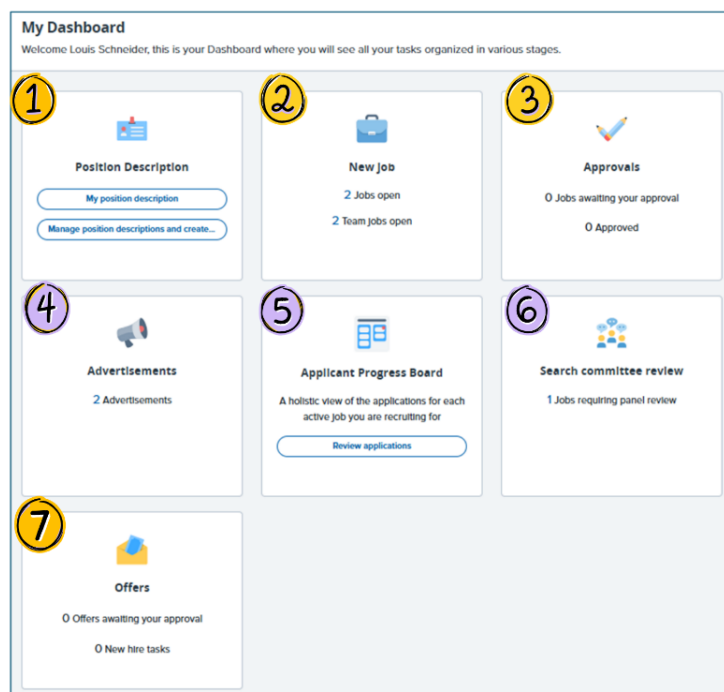 My Dashboard
Welcome Louis Schneider, this is your Dashboard where you will see all your tasks organized in various stages.
1
Position Description
My position description
Manage position descriptions and create...
2
New Job
2 Jobs open
2 Team jobs open
3
Approvals
0 Jobs awaiting your approval
0 Approved
4
Advertisements
2 Advertisements
5
Applicant Progress Board
A holistic view of the applications for each
active job you are recruiting for
Review applications
6
Search committee review
1 Jobs requiring panel review
7
Offers
0 Offers awaiting your approval
0 New hire tasks